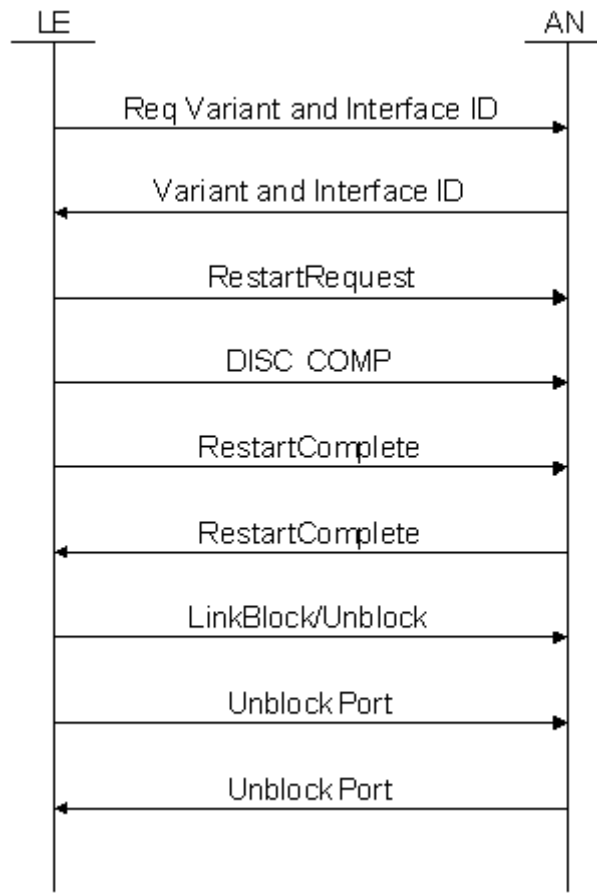 LE AN
Req Variant and Interface ID
Variant and Interface ID
RestartRequest
DISC COMP
RestartComplete
RestartComplete
LinkBlock/Unblock
Unblock Port
Unblock Port